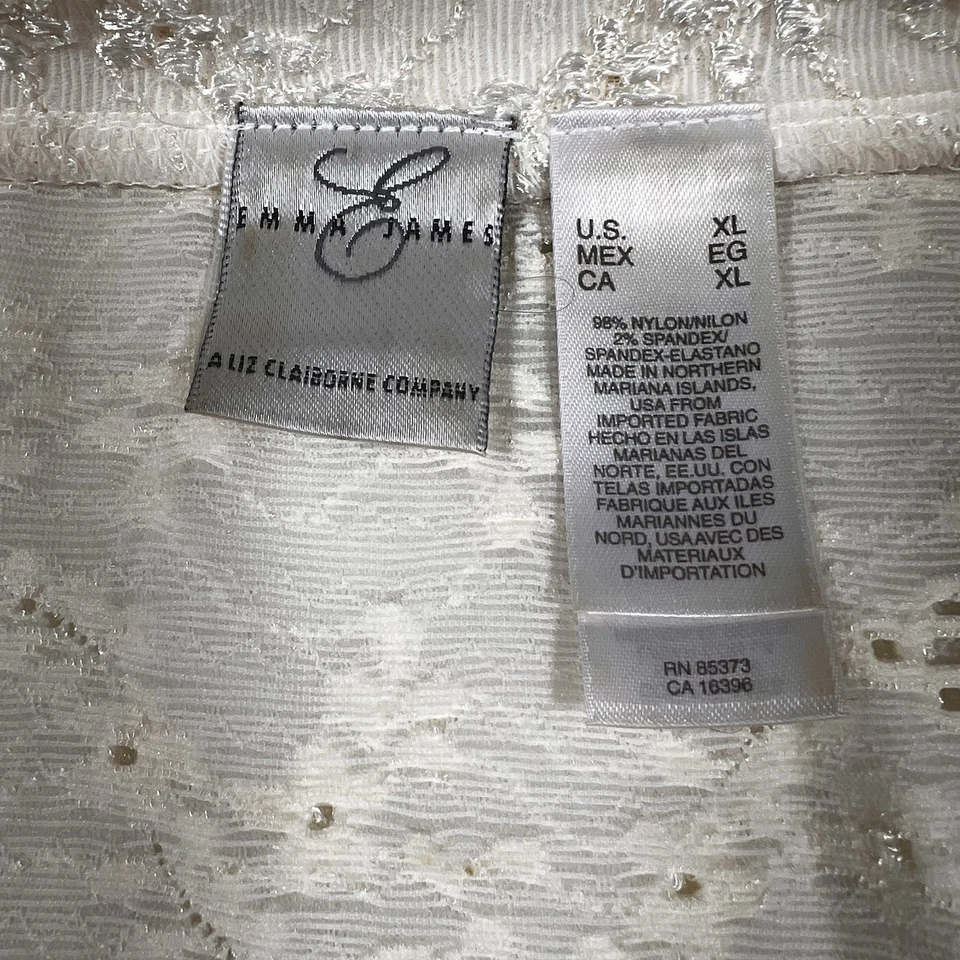 E
EMMA JAMES
A LIZ CLAIBORNE COMPANY
U.S. XL
MEX EG
CA XL
98% NYLON/NILON
2% SPANDEX/
SPANDEX-ELASTANO
MADE IN NORTHERN
MARIANA ISLANDS,
USA FROM
IMPORTED FABRIC
HECHO EN LAS ISLAS
MARIANAS DEL
NORTE, EE.UU. CON
TELAS IMPORTADAS
FABRIQUE AUX ILES
MARIANNES DU
NORD, USA AVEC DES
MATERIAUX
D'IMPORTATION
RN 85373
CA 16396